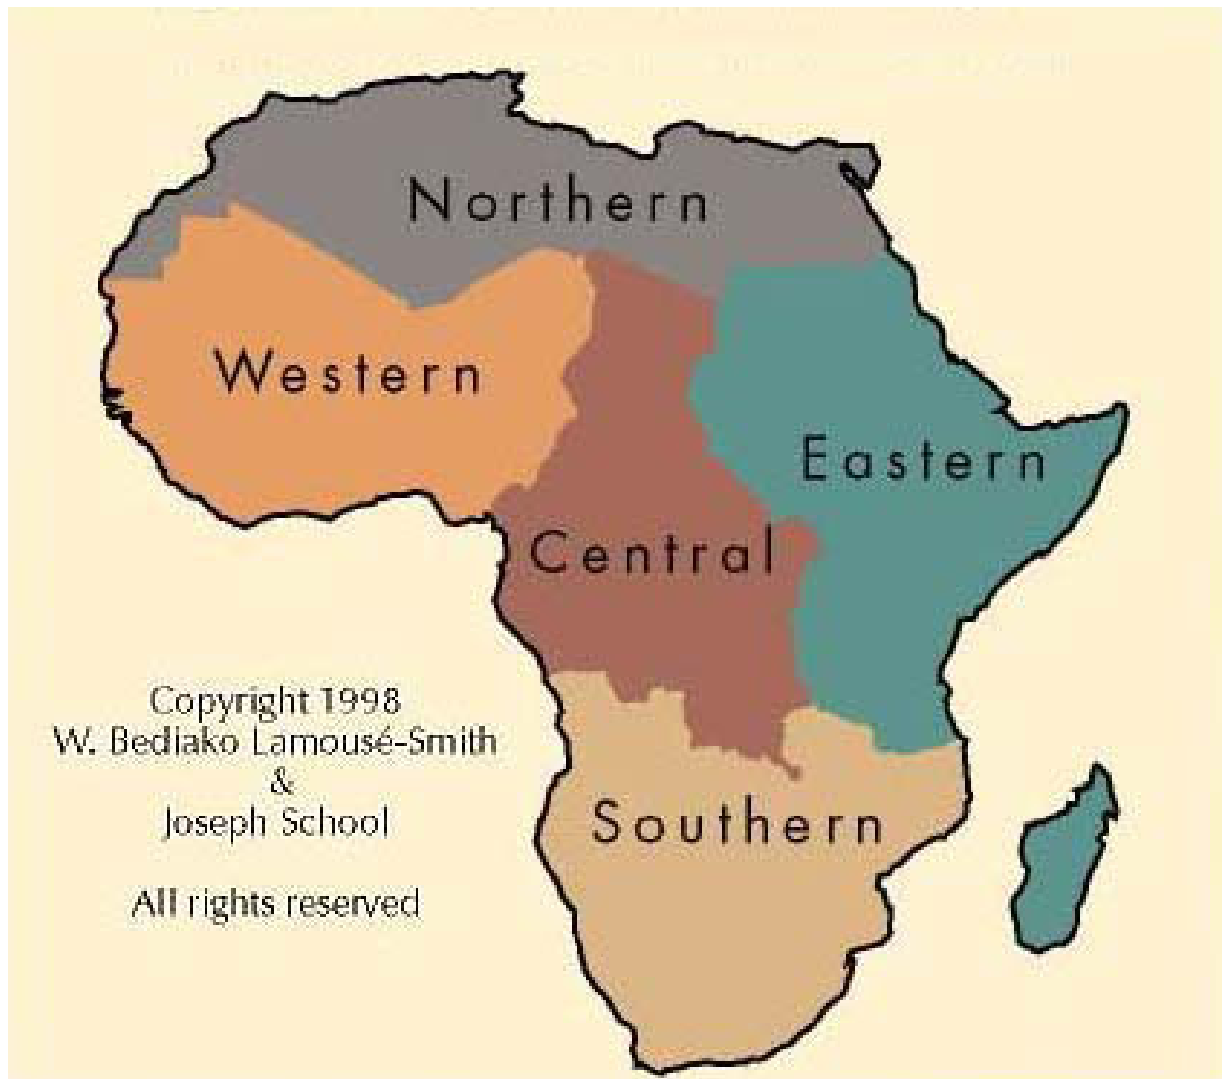 Northern
Western
Eastern
Central
Southern
Copyright 1998
W. Bediako Lamousé-Smith
&
Joseph School
All rights reserved